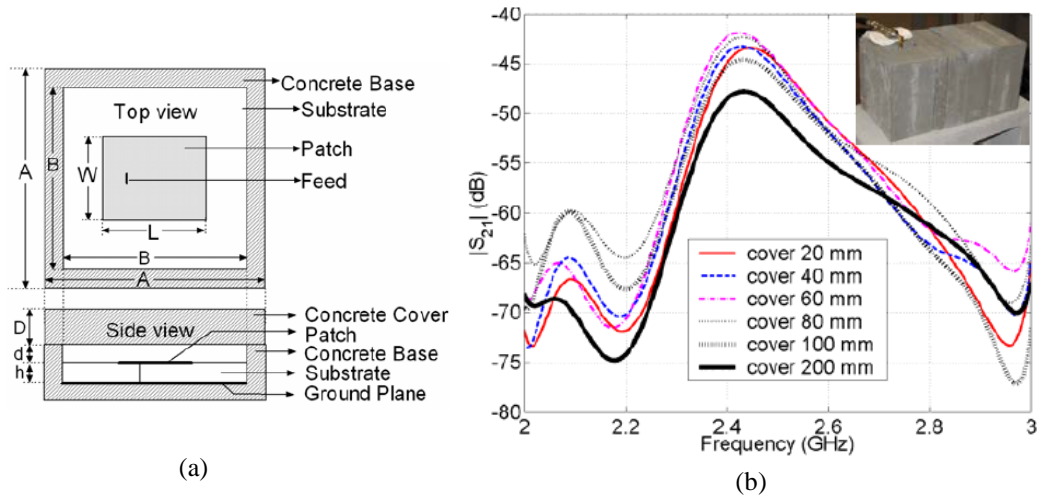 Concrete Base
Top view
Substrate
A
B
W
Patch
Feed
L
B
A
Concrete Cover
D
Side view
Patch
d
Concrete Base
h
Substrate
Ground Plane
(a)
b)
-40
-45
-50
-55
-60
-65
-70
-75
-80
|S21| (dB)
cover 20 mm
cover 40 mm
cover 60 mm
cover 80 mm
cover 100 mm
cover 200 mm
2
2.2
2.4
2.6
2.8
3
Frequency (GHz)
(b)